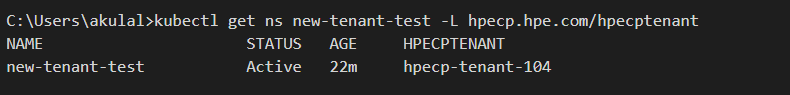 C:\Users\akulal>kubectl get ns new-tenant-test -L hpecp.hpe.com/hpecptenant
NAME STATUS AGE HPECPTENANT
new-tenant-test Active 22m hpecp-tenant-104